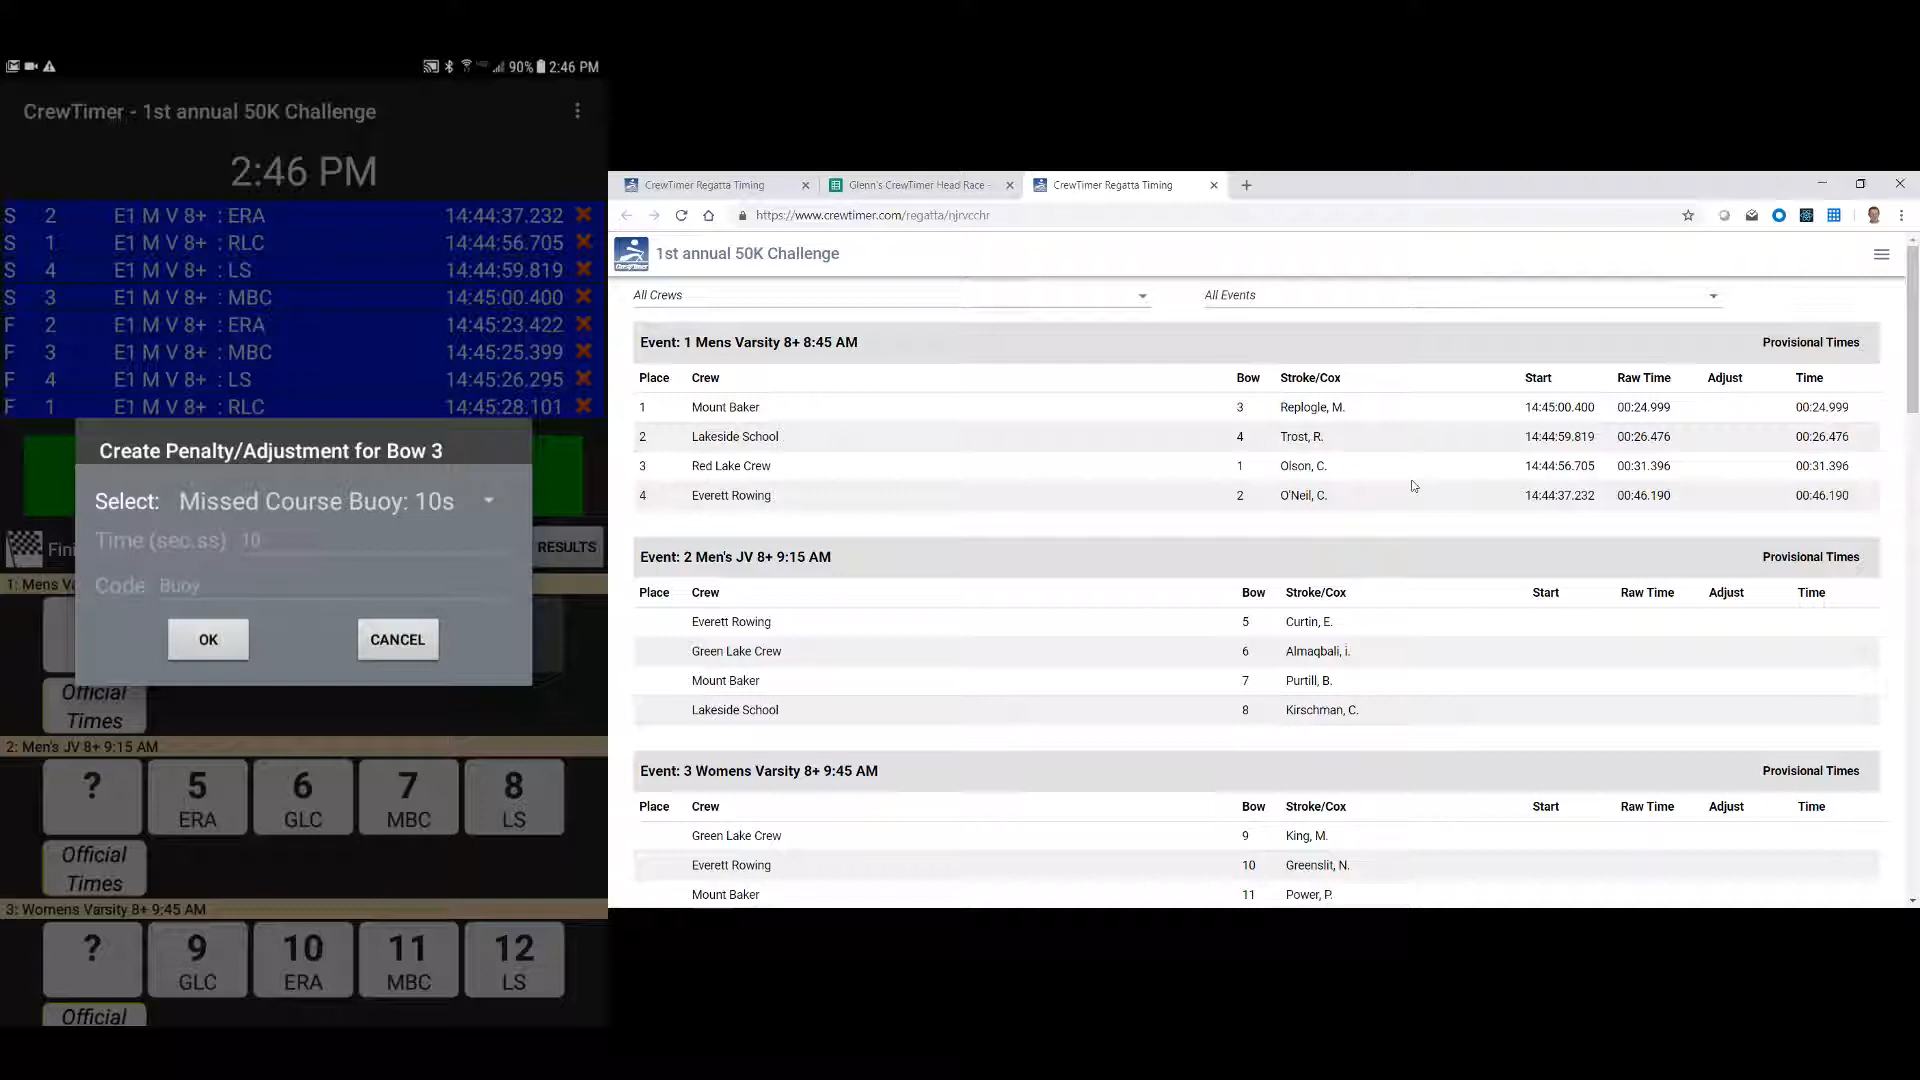 90% 2:46 PM
CrewTimer - 1st annual 50K Challenge
2:46 PM
S 2 E1 M V 8+ : ERA 14:44:37.232
S 1 E1 M V 8+ : RLC 14:44:56.705
S 4 E1 M V 8+ : LS 14:44:59.819
S 3 E1 M V 8+ : MBC 14:45:00.400
F 2 E1 M V 8+ : ERA 14:45:23.422
F 3 E1 M V 8+ : MBC 14:45:25.399
F 4 E1 M V 8+ : LS 14:45:26.295
F 1 E1 M V 8+ : RLC 14:45:28.101
Create Penalty/Adjustment for Bow 3
Select: Missed Course Buoy: 10s
Time (sec.ss) 10
Code Buoy
OK CANCEL
Fini RESULTS
1: Mens Va
Official
Times
2: Men's JV 8+ 9:15 AM
? 5 6 7 8
ERA GLC MBC LS
Official
Times
3: Womens Varsity 8+ 9:45 AM
? 9 10 11 12
GLC ERA MBC LS
Official
CrewTimer Regatta Timing Glenn's CrewTimer Head Race - CrewTimer Regatta Timing
https://www.crewtimer.com/regatta/njrvcchr
1st annual 50K Challenge
All Crews All Events
Event: 1 Mens Varsity 8+ 8:45 AM Provisional Times
Place Crew Bow Stroke/Cox Start Raw Time Adjust Time
1 Mount Baker 3 Replogle, M. 14:45:00.400 00:24.999 00:24.999
2 Lakeside School 4 Trost, R. 14:44:59.819 00:26.476 00:26.476
3 Red Lake Crew 1 Olson, C. 14:44:56.705 00:31.396 00:31.396
4 Everett Rowing 2 O'Neil, C. 14:44:37.232 00:46.190 00:46.190
Event: 2 Men's JV 8+ 9:15 AM Provisional Times
Place Crew Bow Stroke/Cox Start Raw Time Adjust Time
Everett Rowing 5 Curtin, E.
Green Lake Crew 6 Almaqbali, i.
Mount Baker 7 Purtill, B.
Lakeside School 8 Kirschman, C.
Event: 3 Womens Varsity 8+ 9:45 AM Provisional Times
Place Crew Bow Stroke/Cox Start Raw Time Adjust Time
Green Lake Crew 9 King, M.
Everett Rowing 10 Greenslit, N.
Mount Baker 11 Power, P.